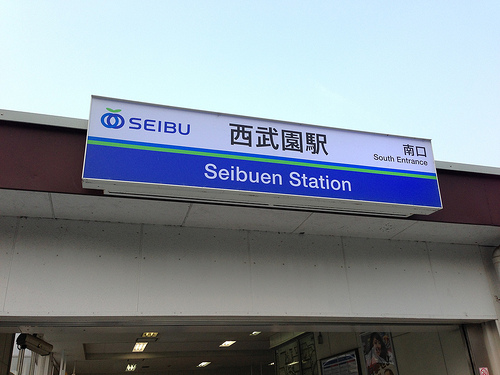 SEIBU
西武園駅
南口
South Entrance
Seibuen Station